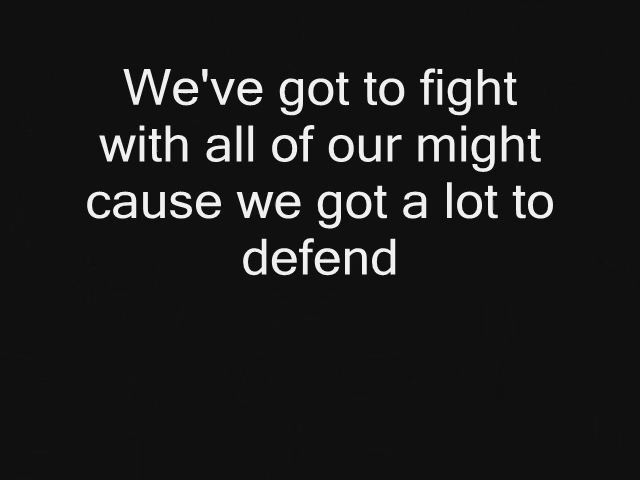 We've got to fight
with all of our might
cause we got a lot to
defend